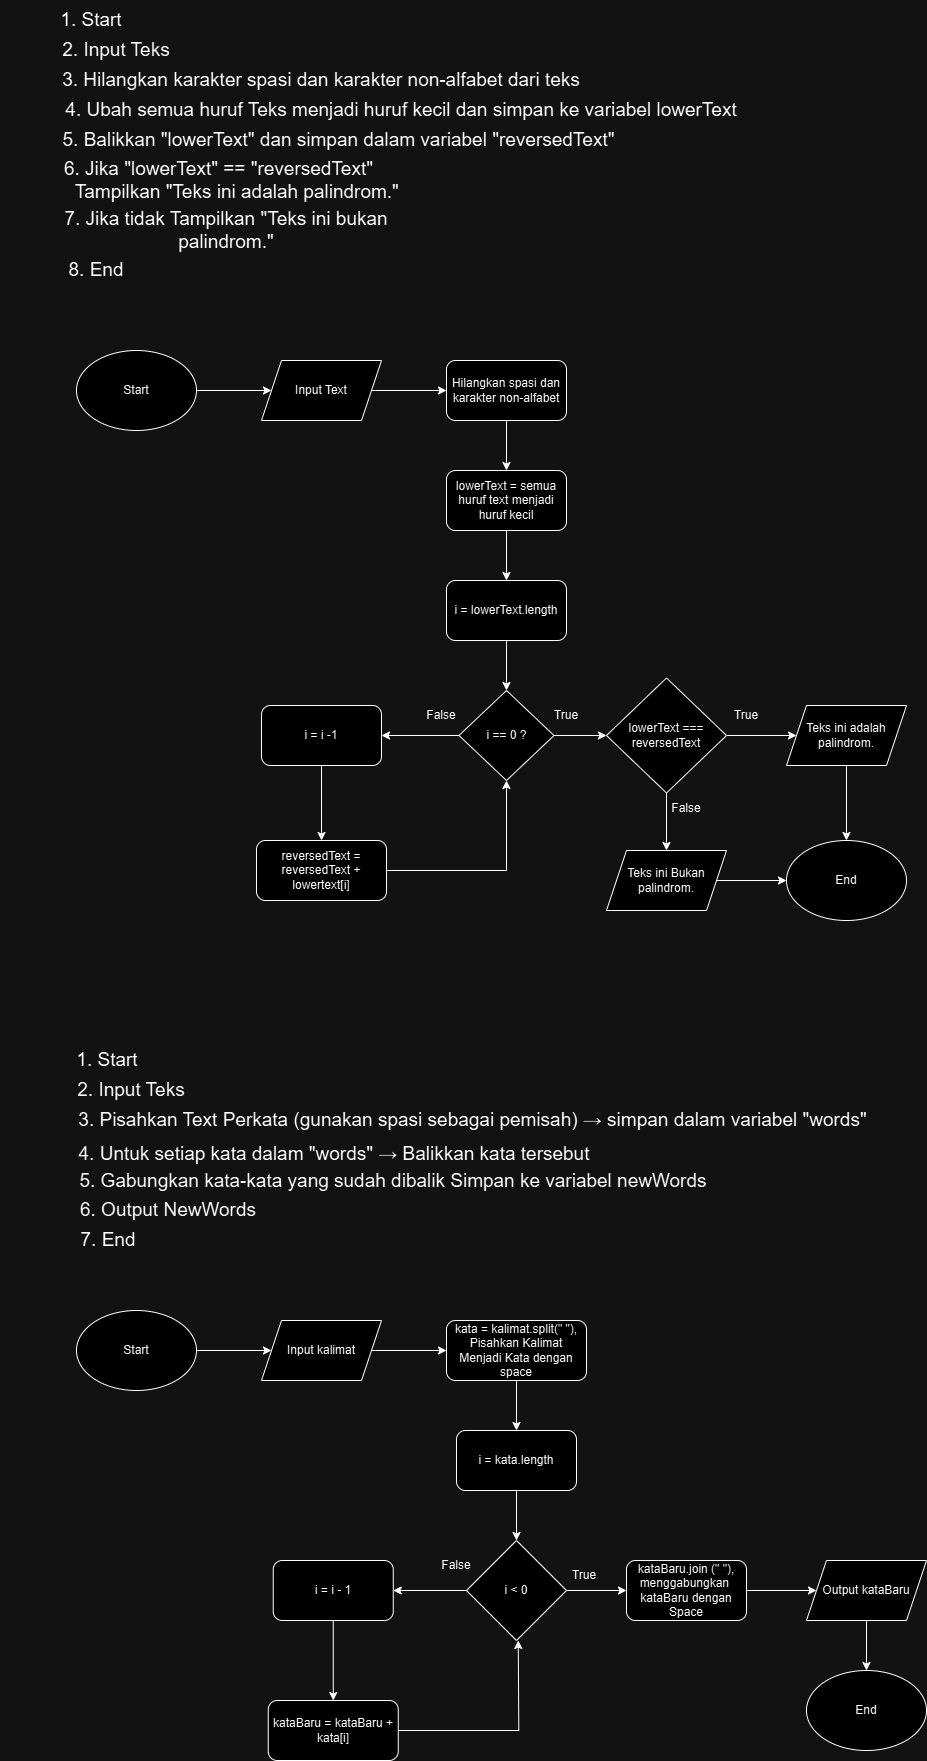 1. Start
2. Input Teks
3. Hilangkan karakter spasi dan karakter non-alfabet dari teks
4. Ubah semua huruf Teks menjadi huruf kecil dan simpan ke variabel lowerText
5. Balikkan "lowerText" dan simpan dalam variabel "reversedText"
6. Jika "lowerText" == "reversedText"
Tampilkan "Teks ini adalah palindrom."
7. Jika tidak Tampilkan "Teks ini bukan
palindrom."
8. End
Start
Input Text
Hilangkan spasi dan
karakter non-alfabet
lowerText = semua
huruf text menjadi
huruf kecil
i = lowerText.length
i = i -1
False
i == 0 ?
True
lowerText ===
reversedText
True
Teks ini adalah
palindrom.
False
reversedText =
reversedText +
lowertext[i]
Teks ini Bukan
palindrom.
End
1. Start
2. Input Teks
3. Pisahkan Text Perkata (gunakan spasi sebagai pemisah) → simpan dalam variabel "words"
4. Untuk setiap kata dalam "words" → Balikkan kata tersebut
5. Gabungkan kata-kata yang sudah dibalik Simpan ke variabel newWords
6. Output NewWords
7. End
Start
Input kalimat
kata = kalimat.split(" "),
Pisahkan Kalimat
Menjadi Kata dengan
space
i = kata.length
i = i - 1
False
i < 0
True
kataBaru.join (" "),
menggabungkan
kataBaru dengan
Space
Output kataBaru
kataBaru = kataBaru +
kata[i]
End